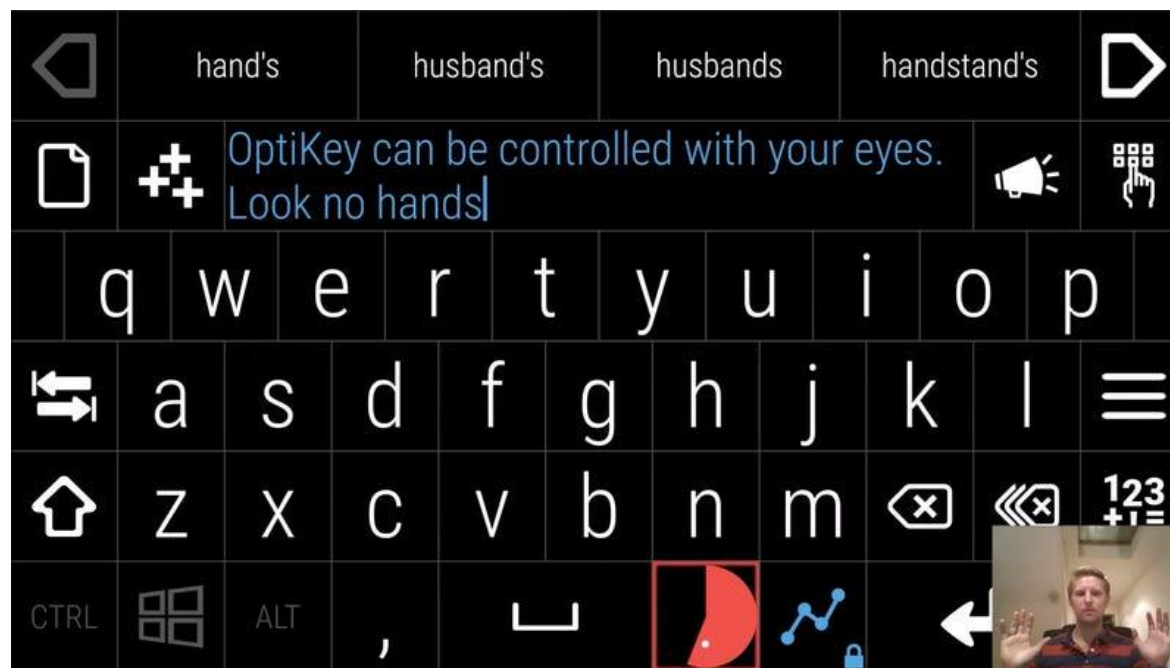 hand's husband's husbands handstand's
OptiKey can be controlled with your eyes.
Look no hands
q w e r t y u i o p
a s d f g h j k l
z x c v b n m 123
CTRL ALT ,